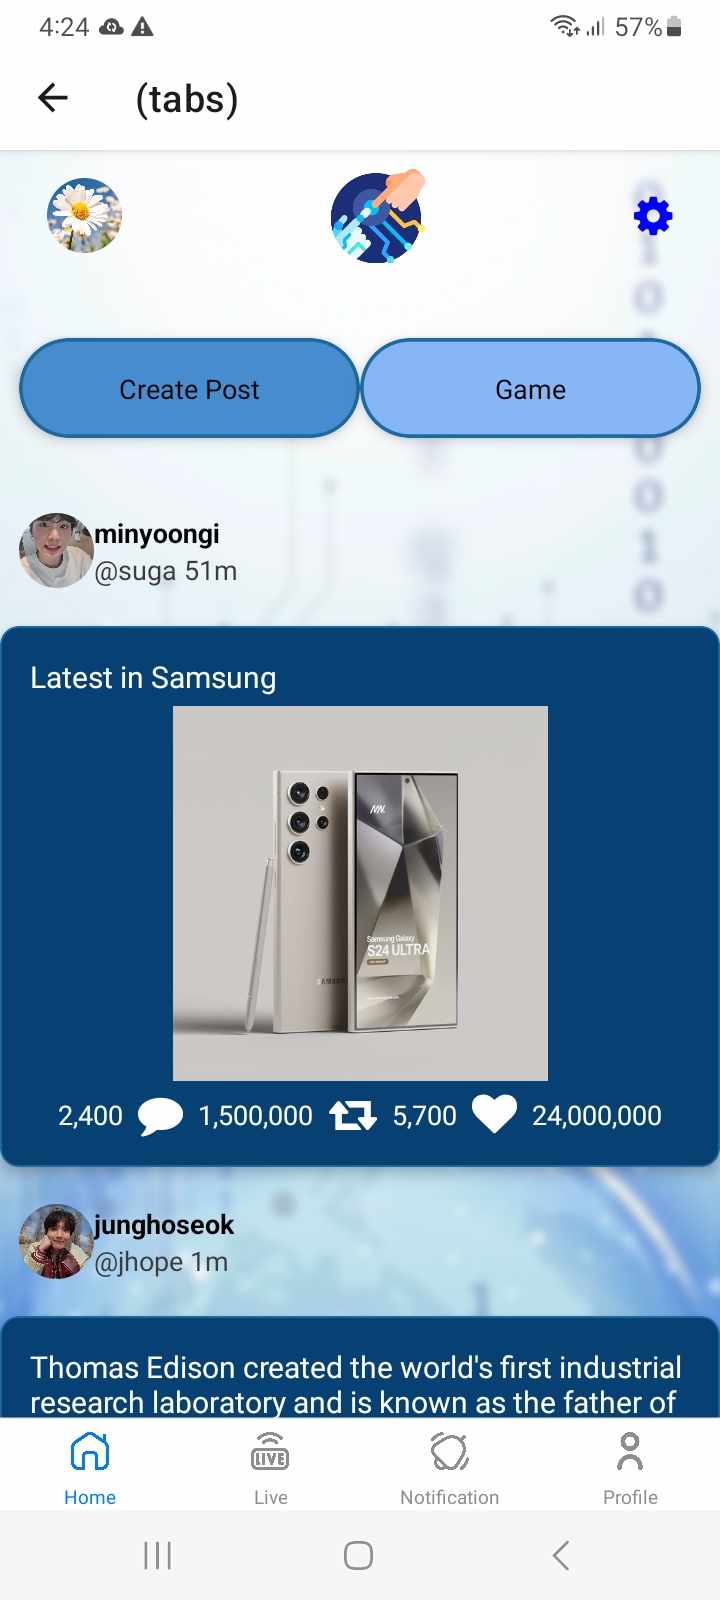 4:24 57%
(tabs)
Create Post Game
minyoongi
@suga 51m
Latest in Samsung
Samsung Galaxy
S24 ULTRA
SAMSUNG
2,400 1,500,000 5,700 24,000,000
junghoseok
@jhope 1m
Thomas Edison created the world's first industrial
research laboratory and is known as the father of
LIVE
Home Live Notification Profile